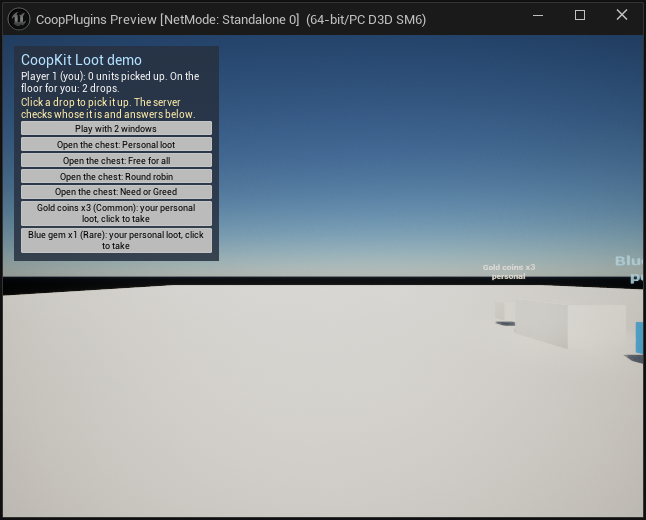 CoopPlugins Preview [NetMode: Standalone 0] (64-bit/PC D3D SM6)
CoopKit Loot demo
Player 1 (you): 0 units picked up. On the
floor for you: 2 drops.
Click a drop to pick it up. The server
checks whose it is and answers below.
Play with 2 windows
Open the chest: Personal loot
Open the chest: Free for all
Open the chest: Round robin
Open the chest: Need or Greed
Gold coins x3 (Common): your personal
loot, click to take
Blue gem x1 (Rare): your personal loot, click
to take
Gold coins x3
personal